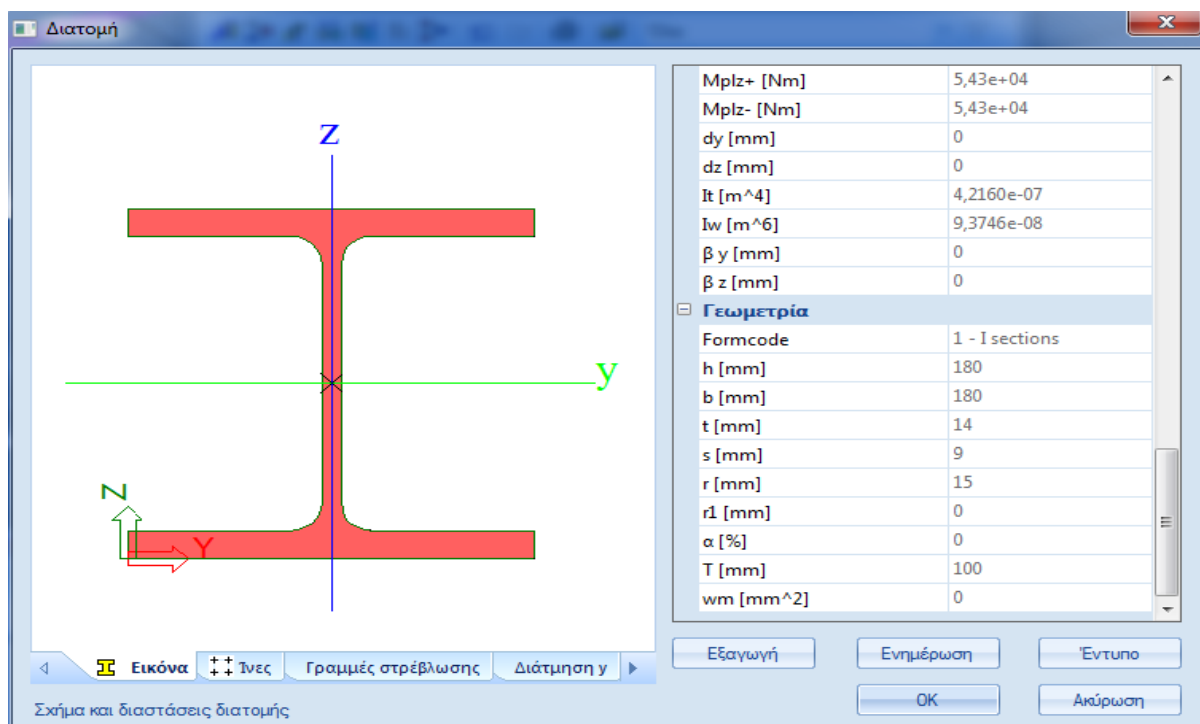 Διατομή
z
y
Z
Y
Mplz+ [Nm] 5,43e+04
Mplz- [Nm] 5,43e+04
dy [mm] 0
dz [mm] 0
It [m^4] 4,2160e-07
Iw [m^6] 9,3746e-08
β y [mm] 0
β z [mm] 0
Γεωμετρία
Formcode 1 - I sections
h [mm] 180
b [mm] 180
t [mm] 14
s [mm] 9
r [mm] 15
r1 [mm] 0
α [%] 0
T [mm] 100
wm [mm^2] 0
Εικόνα Ίνες Γραμμές στρέβλωσης Διάτμηση y
Εξαγωγή Ενημέρωση Έντυπο
OK Ακύρωση
Σχήμα και διαστάσεις διατομής